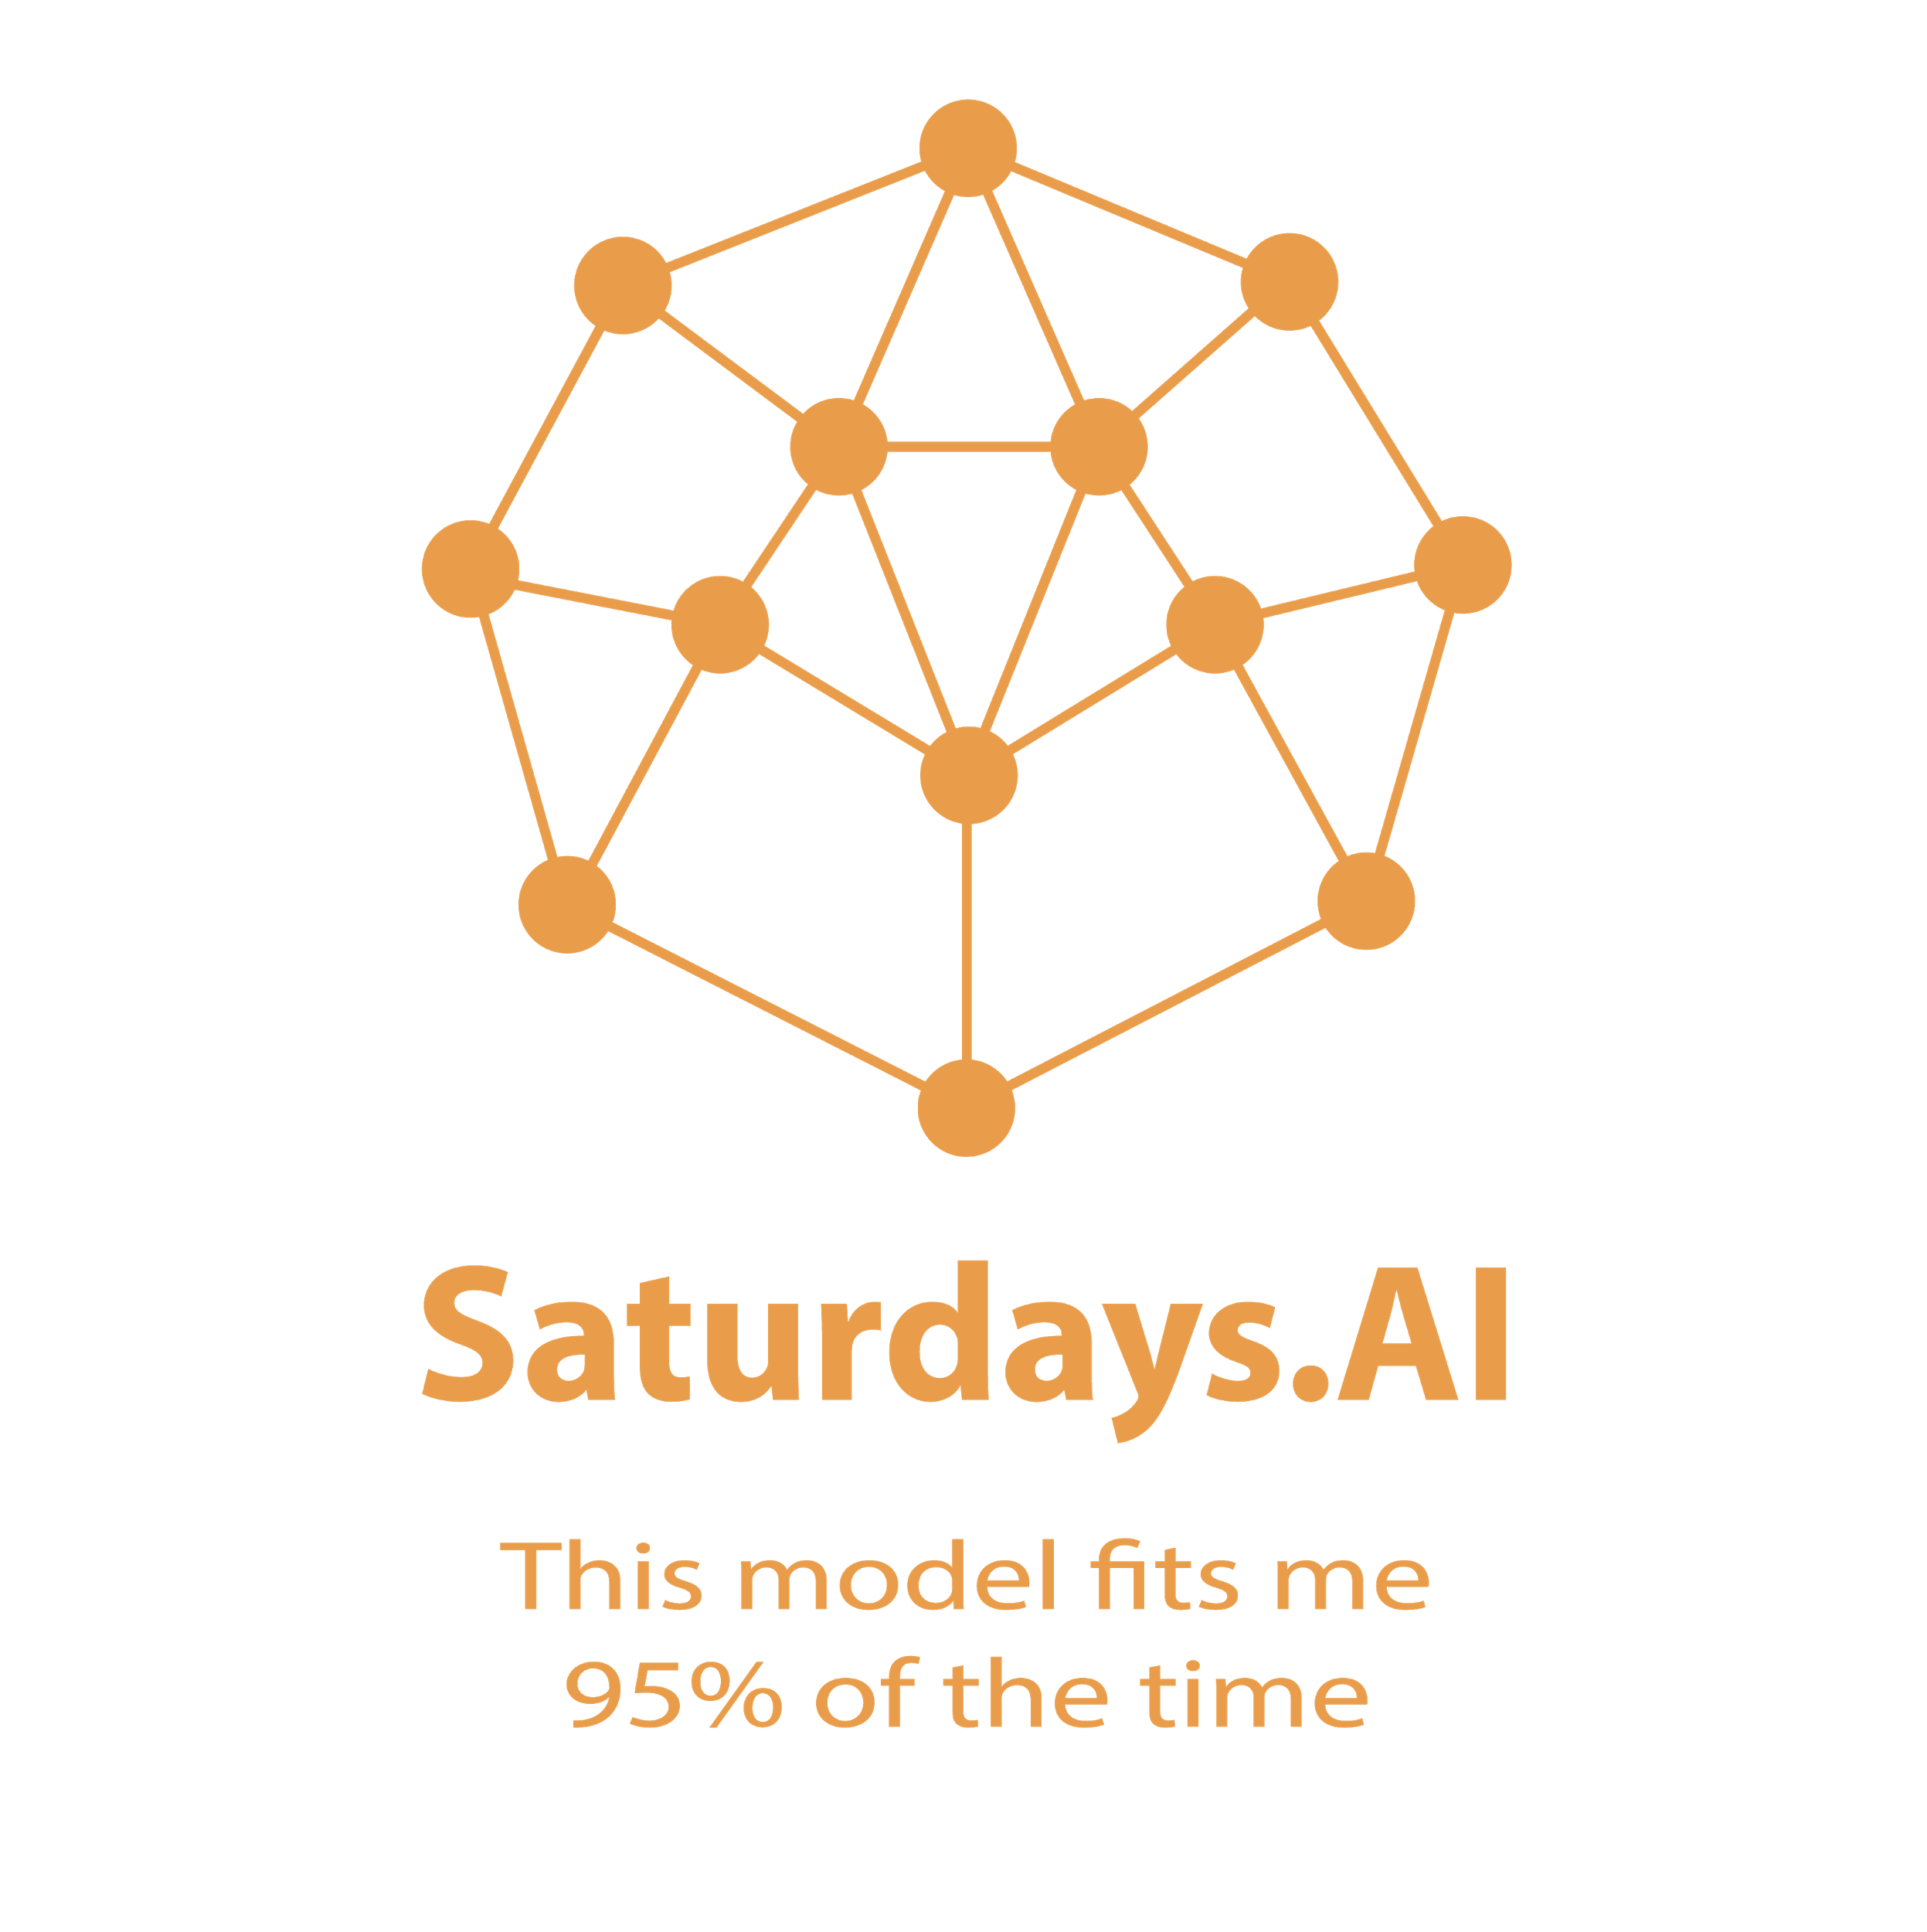 Saturdays.AI
This model fits me
95% of the time